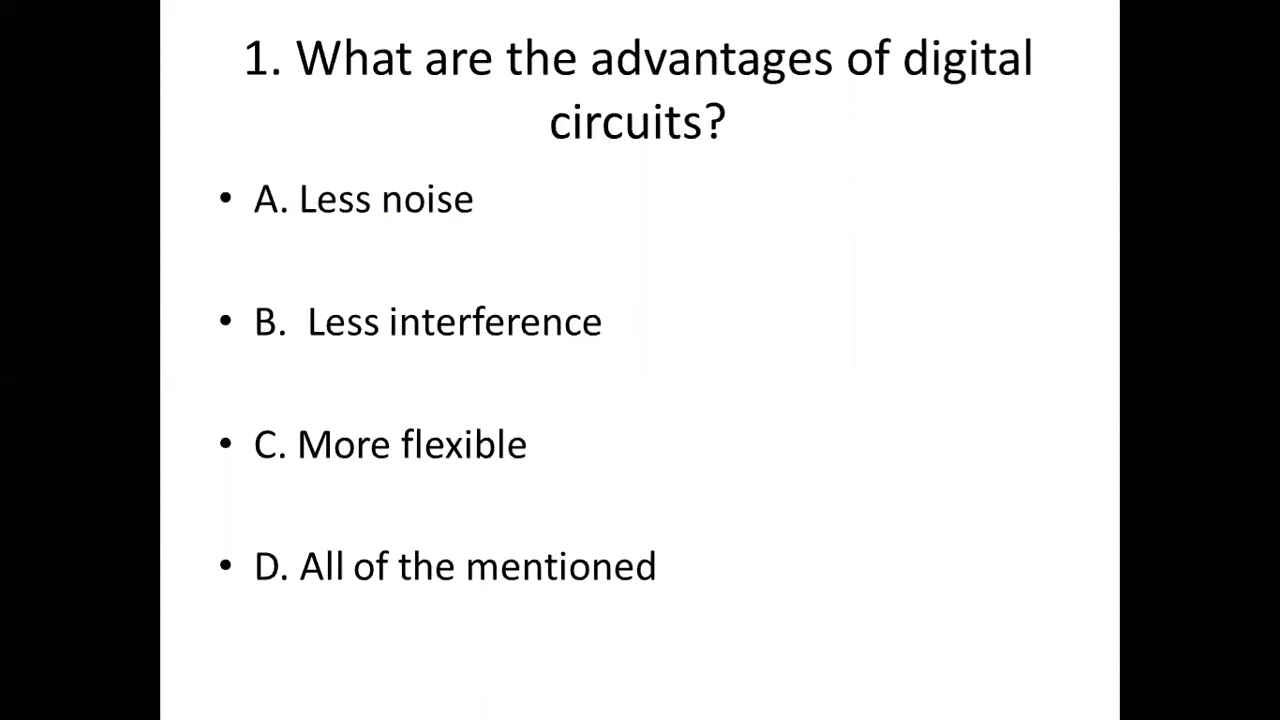 1. What are the advantages of digital
circuits?
• A. Less noise
• B.  Less interference
• C. More flexible
• D. All of the mentioned